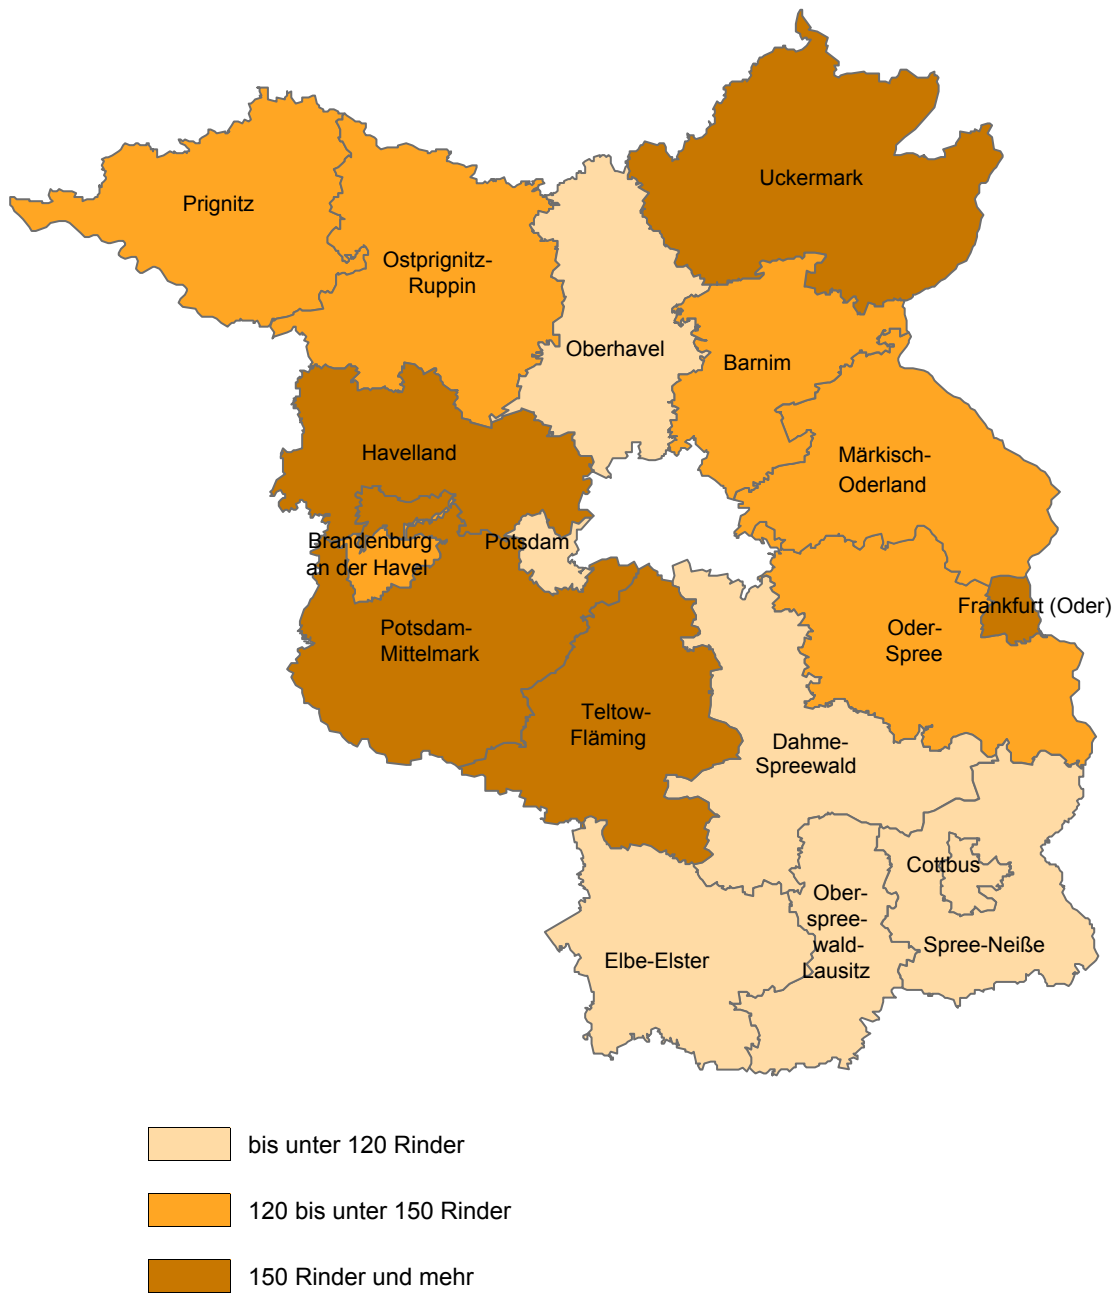 Uckermark
Prignitz
Ostprignitz-
Ruppin
Oberhavel
Barnim
Havelland
Märkisch-
Oderland
Brandenburg
an der Havel
Potsdam
Frankfurt (Oder)
Potsdam-
Mittelmark
Oder-
Spree
Teltow-
Fläming
Dahme-
Spreewald
Cottbus
Ober-
spree-
wald-
Lausitz
Spree-Neiße
Elbe-Elster
bis unter 120 Rinder
120 bis unter 150 Rinder
150 Rinder und mehr